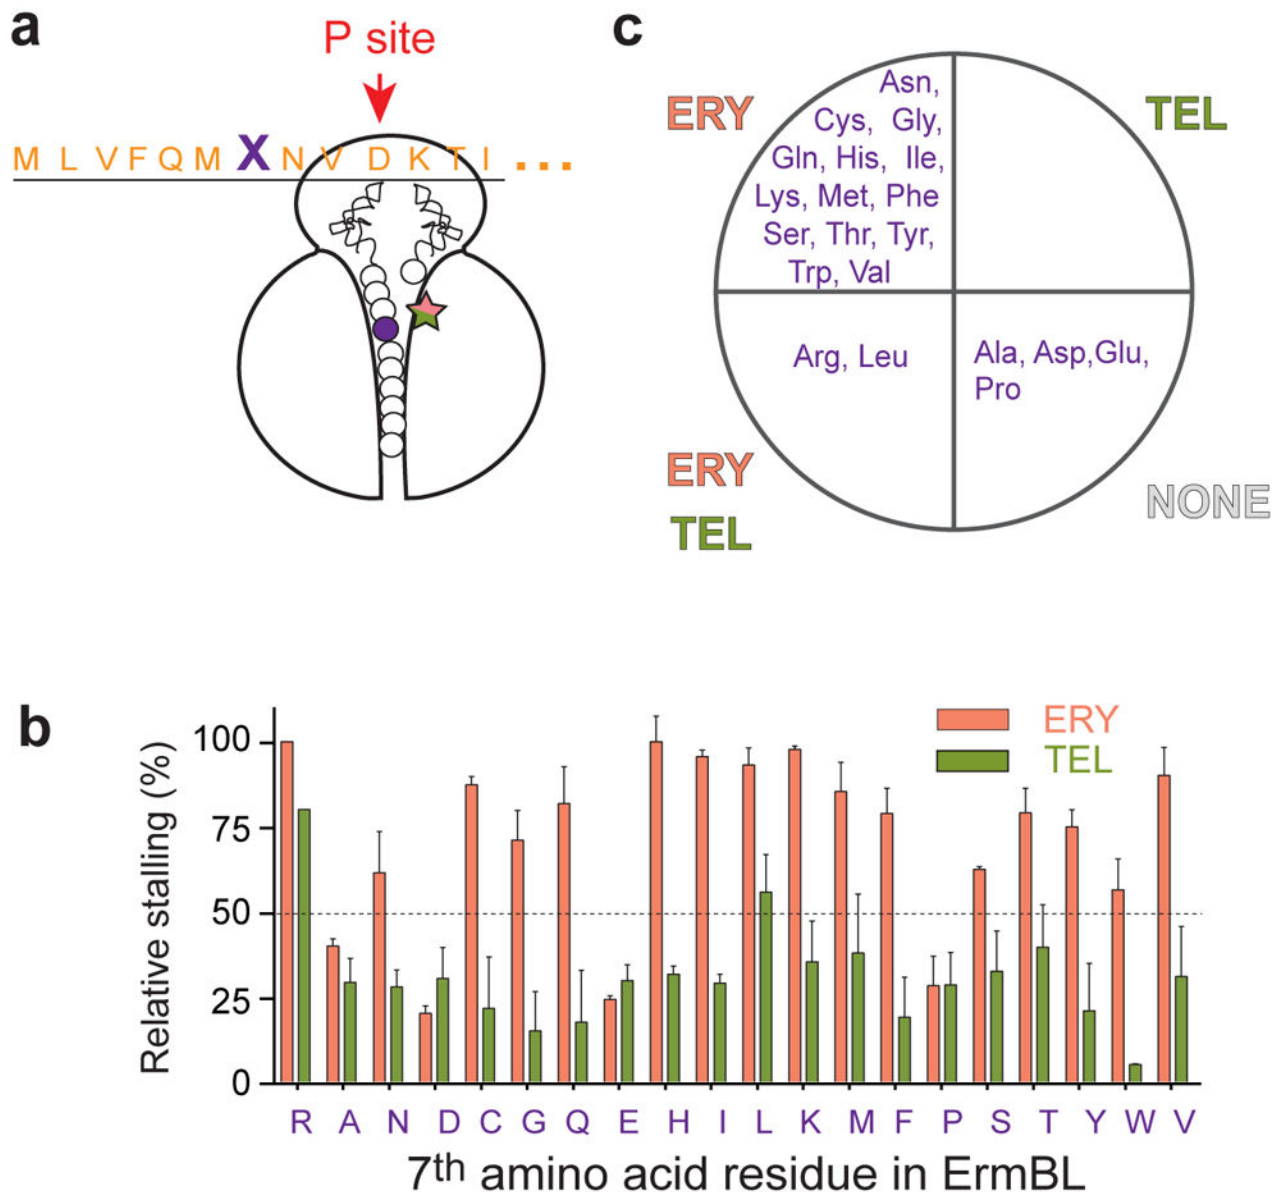 a
P site
M L V F Q M X N V D K T I ...
c
ERY
TEL
Asn,
Cys, Gly,
Gln, His, Ile,
Lys, Met, Phe
Ser, Thr, Tyr,
Trp, Val
Arg, Leu
Ala, Asp,Glu,
Pro
ERY
TEL
NONE
b
Relative stalling (%)
100
75
50
25
0
ERY
TEL
R A N D C G Q E H I L K M F P S T Y W V
7th amino acid residue in ErmBL